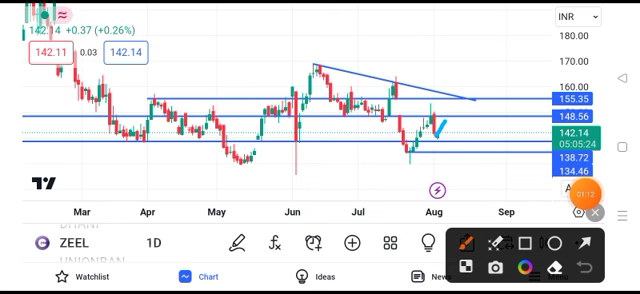 142.14 +0.37 (+0.26%)
142.11 0.03 142.14
INR
180.00
170.00
160.00
155.35
148.56
142.14
05:05:24
138.72
134.46
01:12
Mar Apr May Jun Jul Aug Sep
ZEEL 1D
UNIONBAN
Watchlist Chart Ideas News